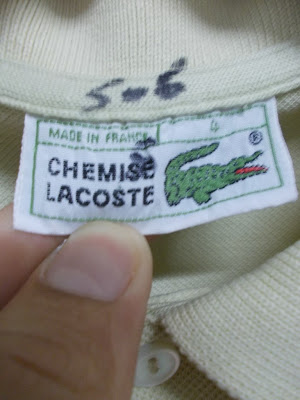 5-6
MADE IN FRANCE 4
CHEMISE
LACOSTE
®